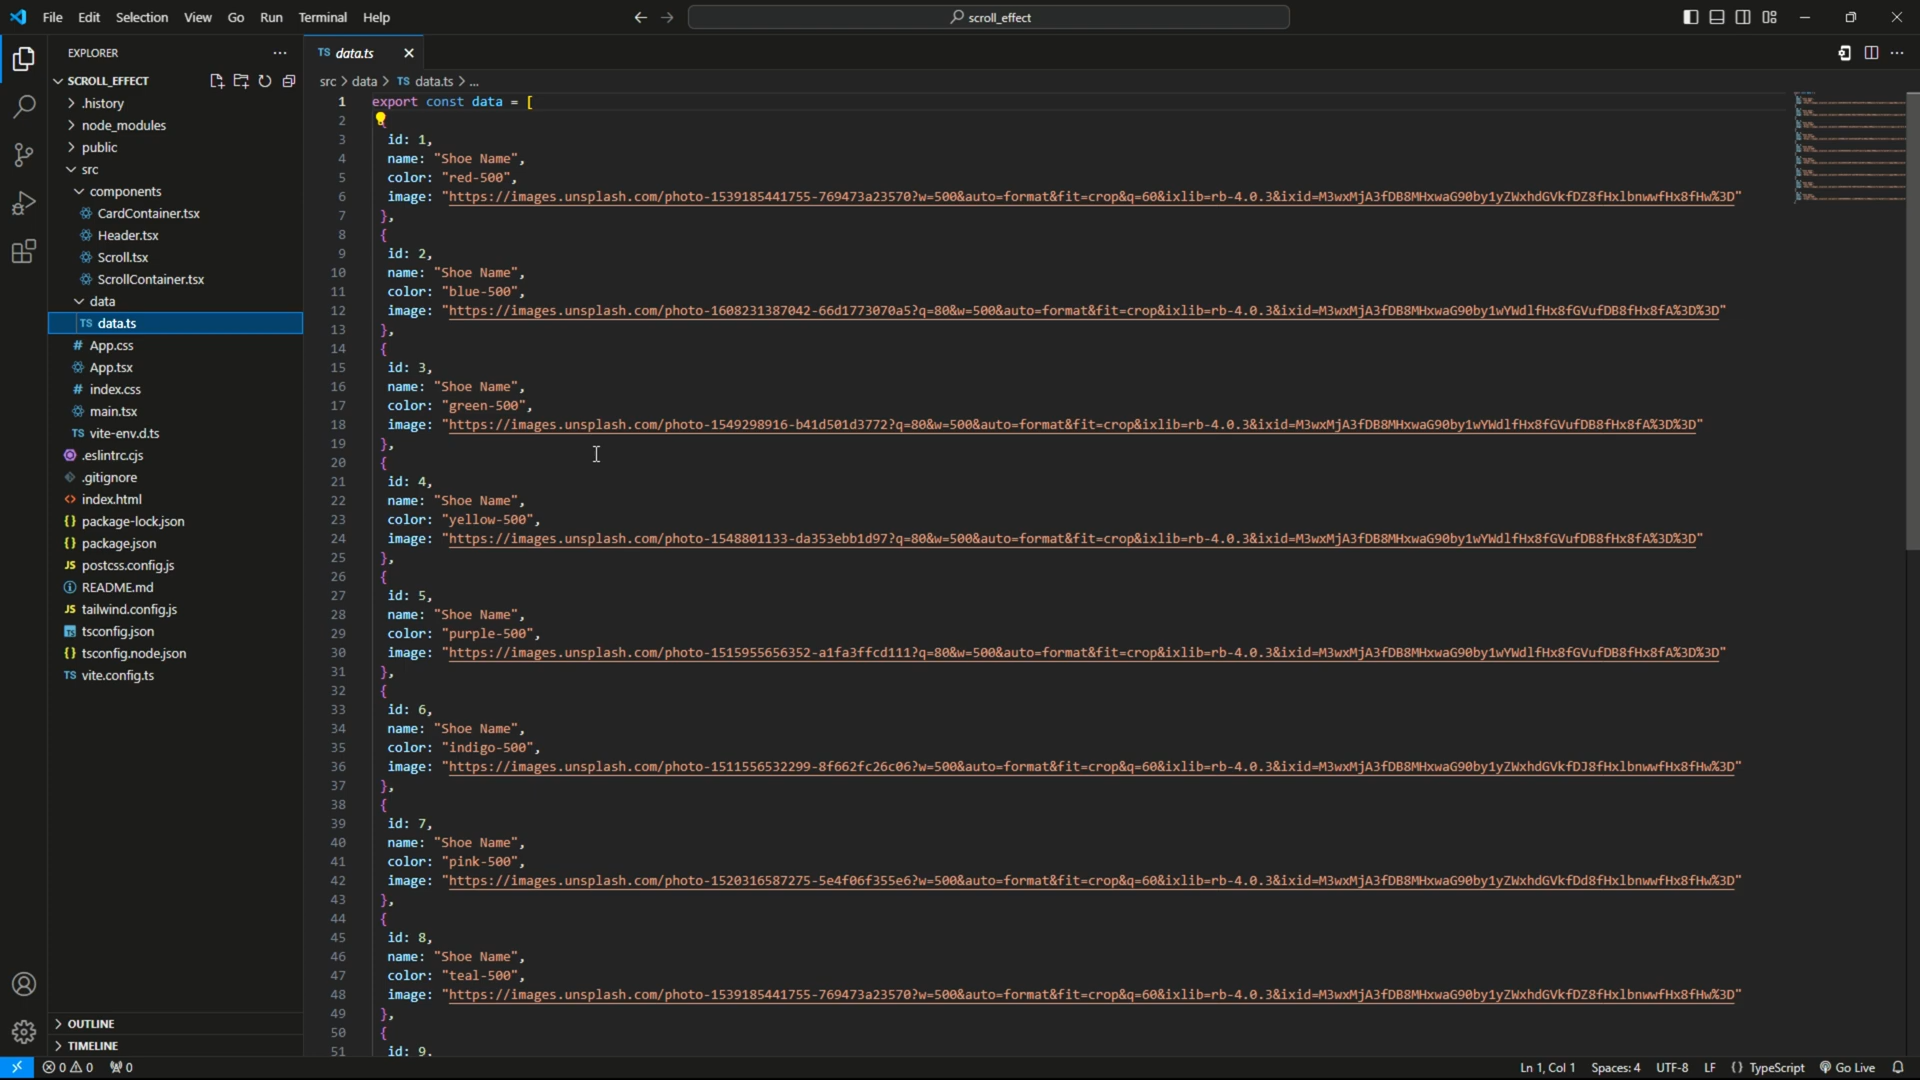 File Edit Selection View Go Run Terminal Help
scroll_effect
EXPLORER
SCROLL_EFFECT
.history
node_modules
public
src
components
CardContainer.tsx
Header.tsx
Scroll.tsx
ScrollContainer.tsx
data
TS data.ts
# App.css
App.tsx
# index.css
main.tsx
TS vite-env.d.ts
.eslintrc.cjs
.gitignore
<> index.html
{} package-lock.json
{} package.json
JS postcss.config.js
README.md
JS tailwind.config.js
tsconfig.json
{} tsconfig.node.json
TS vite.config.ts
OUTLINE
TIMELINE
TS data.ts
src > data > TS data.ts > ...
1 export const data = [
2 {
3 id: 1,
4 name: "Shoe Name",
5 color: "red-500",
6 image: "https://images.unsplash.com/photo-1539185441755-769473a23570?w=500&auto=format&fit=crop&q=60&ixlib=rb-4.0.3&ixid=M3wxMjA3fDB8MHxwaG90by1yZWxhdGVkfDZ8fHxlbnwwfHx8fHw%3D"
7 },
8 {
9 id: 2,
10 name: "Shoe Name",
11 color: "blue-500",
12 image: "https://images.unsplash.com/photo-1608231387042-66d1773070a5?q=80&w=500&auto=format&fit=crop&ixlib=rb-4.0.3&ixid=M3wxMjA3fDB8MHxwaG90by1wYWdlfHx8fGVufDB8fHx8fA%3D%3D"
13 },
14 {
15 id: 3,
16 name: "Shoe Name",
17 color: "green-500",
18 image: "https://images.unsplash.com/photo-1549298916-b41d501d3772?q=80&w=500&auto=format&fit=crop&ixlib=rb-4.0.3&ixid=M3wxMjA3fDB8MHxwaG90by1wYWdlfHx8fGVufDB8fHx8fA%3D%3D"
19 },
20 {
21 id: 4,
22 name: "Shoe Name",
23 color: "yellow-500",
24 image: "https://images.unsplash.com/photo-1548801133-da353ebb1d97?q=80&w=500&auto=format&fit=crop&ixlib=rb-4.0.3&ixid=M3wxMjA3fDB8MHxwaG90by1wYWdlfHx8fGVufDB8fHx8fA%3D%3D"
25 },
26 {
27 id: 5,
28 name: "Shoe Name",
29 color: "purple-500",
30 image: "https://images.unsplash.com/photo-1515955656352-a1fa3ffcd111?q=80&w=500&auto=format&fit=crop&ixlib=rb-4.0.3&ixid=M3wxMjA3fDB8MHxwaG90by1wYWdlfHx8fGVufDB8fHx8fA%3D%3D"
31 },
32 {
33 id: 6,
34 name: "Shoe Name",
35 color: "indigo-500",
36 image: "https://images.unsplash.com/photo-1511556532299-8f662fc26c06?w=500&auto=format&fit=crop&q=60&ixlib=rb-4.0.3&ixid=M3wxMjA3fDB8MHxwaG90by1yZWxhdGVkfDJ8fHxlbnwwfHx8fHw%3D"
37 },
38 {
39 id: 7,
40 name: "Shoe Name",
41 color: "pink-500",
42 image: "https://images.unsplash.com/photo-1520316587275-5e4f06f355e6?w=500&auto=format&fit=crop&q=60&ixlib=rb-4.0.3&ixid=M3wxMjA3fDB8MHxwaG90by1yZWxhdGVkfDd8fHxlbnwwfHx8fHw%3D"
43 },
44 {
45 id: 8,
46 name: "Shoe Name",
47 color: "teal-500",
48 image: "https://images.unsplash.com/photo-1539185441755-769473a23570?w=500&auto=format&fit=crop&q=60&ixlib=rb-4.0.3&ixid=M3wxMjA3fDB8MHxwaG90by1yZWxhdGVkfDZ8fHxlbnwwfHx8fHw%3D"
49 },
50 {
51 id: 9,
0 0 0 Ln 1, Col 1 Spaces: 4 UTF-8 LF {} TypeScript Go Live